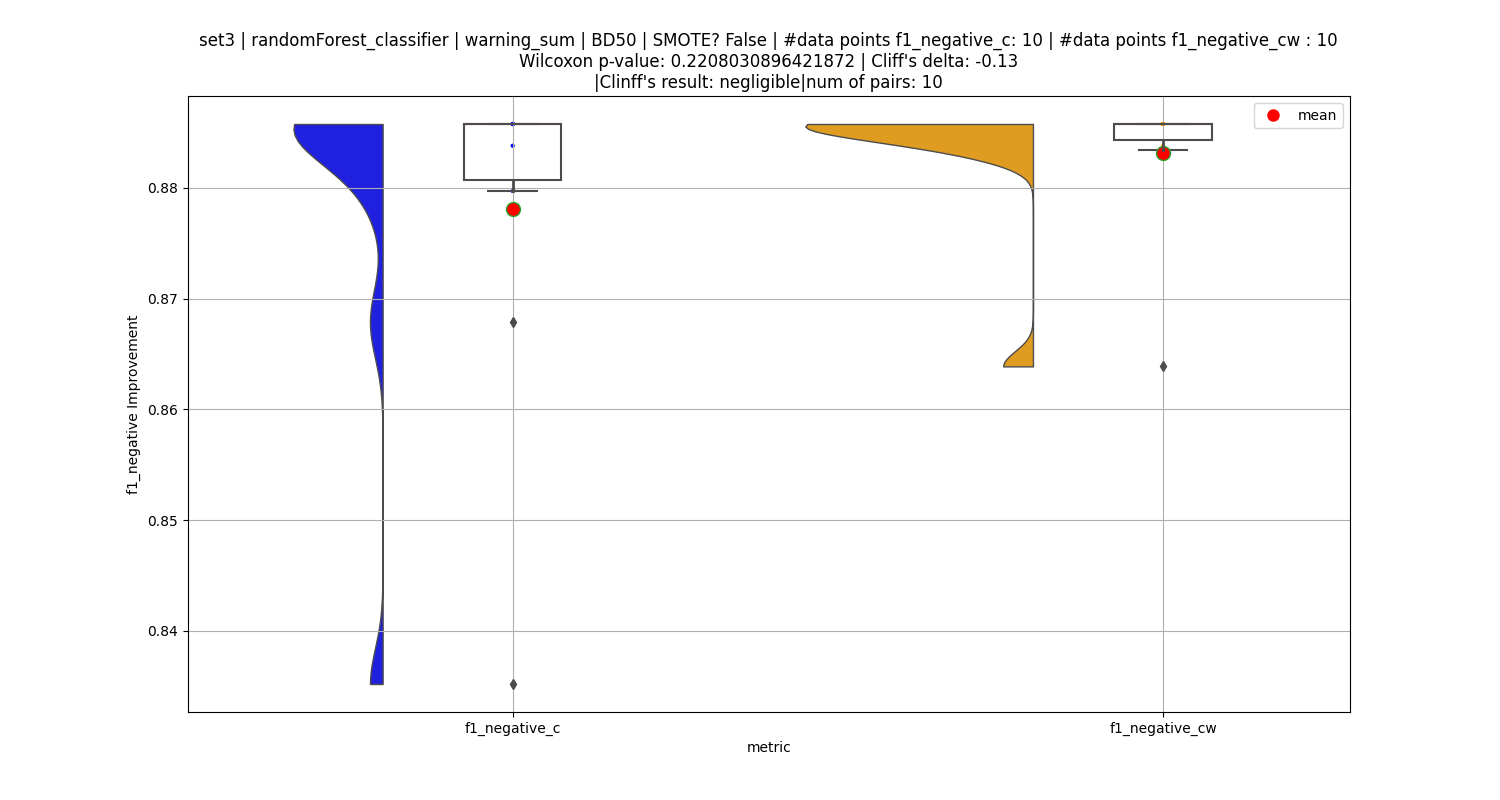 set3 | randomForest_classifier | warning_sum | BD50 | SMOTE? False | #data points f1_negative_c: 10 | #data points f1_negative_cw : 10
Wilcoxon p-value: 0.2208030896421872 | Cliff's delta: -0.13
|Clinff's result: negligible|num of pairs: 10
mean
0.88
0.87
0.86
0.85
0.84
f1_negative Improvement
f1_negative_c
f1_negative_cw
metric